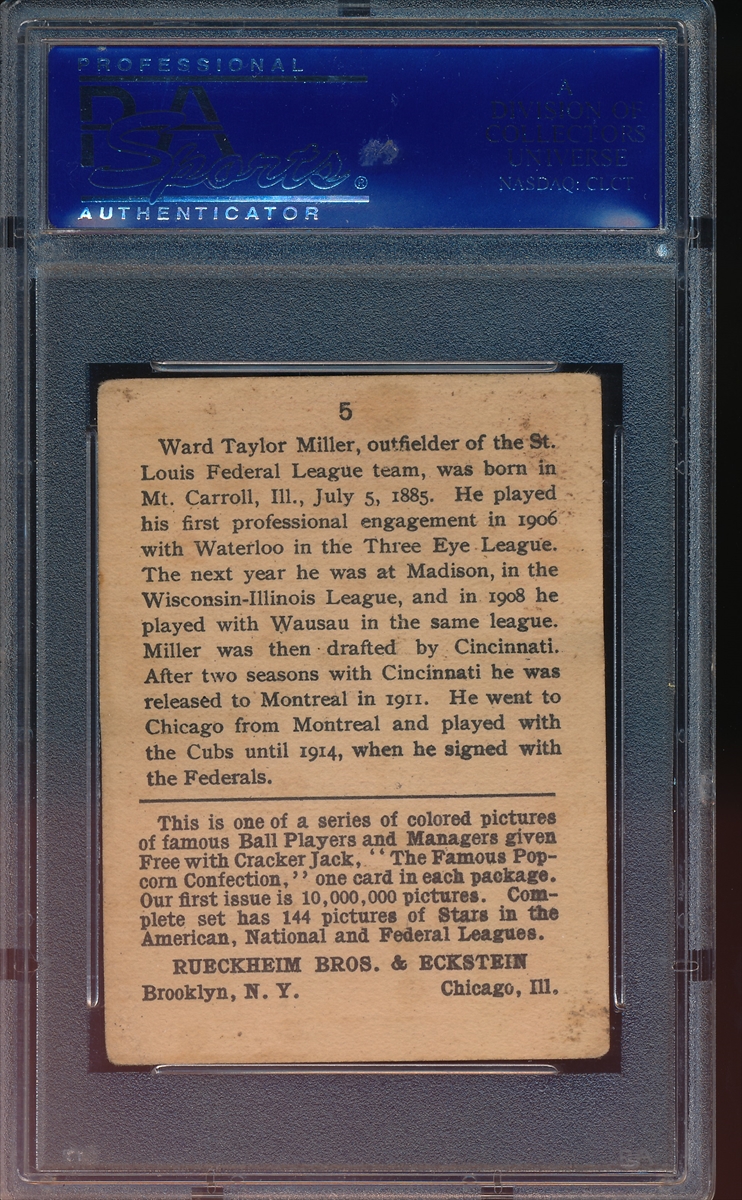 PROFESSIONAL
PSA
Sports®
AUTHENTICATOR
A
DIVISION OF
COLLECTORS
UNIVERSE
NASDAQ: CLCT
5
Ward Taylor Miller, outfielder of the St.
Louis Federal League team, was born in
Mt. Carroll, Ill., July 5, 1885. He played
his first professional engagement in 1906
with Waterloo in the Three Eye League.
The next year he was at Madison, in the
Wisconsin-Illinois League, and in 1908 he
played with Wausau in the same league.
Miller was then drafted by Cincinnati.
After two seasons with Cincinnati he was
released to Montreal in 1911. He went to
Chicago from Montreal and played with
the Cubs until 1914, when he signed with
the Federals.
This is one of a series of colored pictures
of famous Ball Players and Managers given
Free with Cracker Jack, "The Famous Pop-
corn Confection," one card in each package.
Our first issue is 10,000,000 pictures. Com-
plete set has 144 pictures of Stars in the
American, National and Federal Leagues.
RUECKHEIM BROS. & ECKSTEIN
Brooklyn, N. Y. Chicago, Ill.